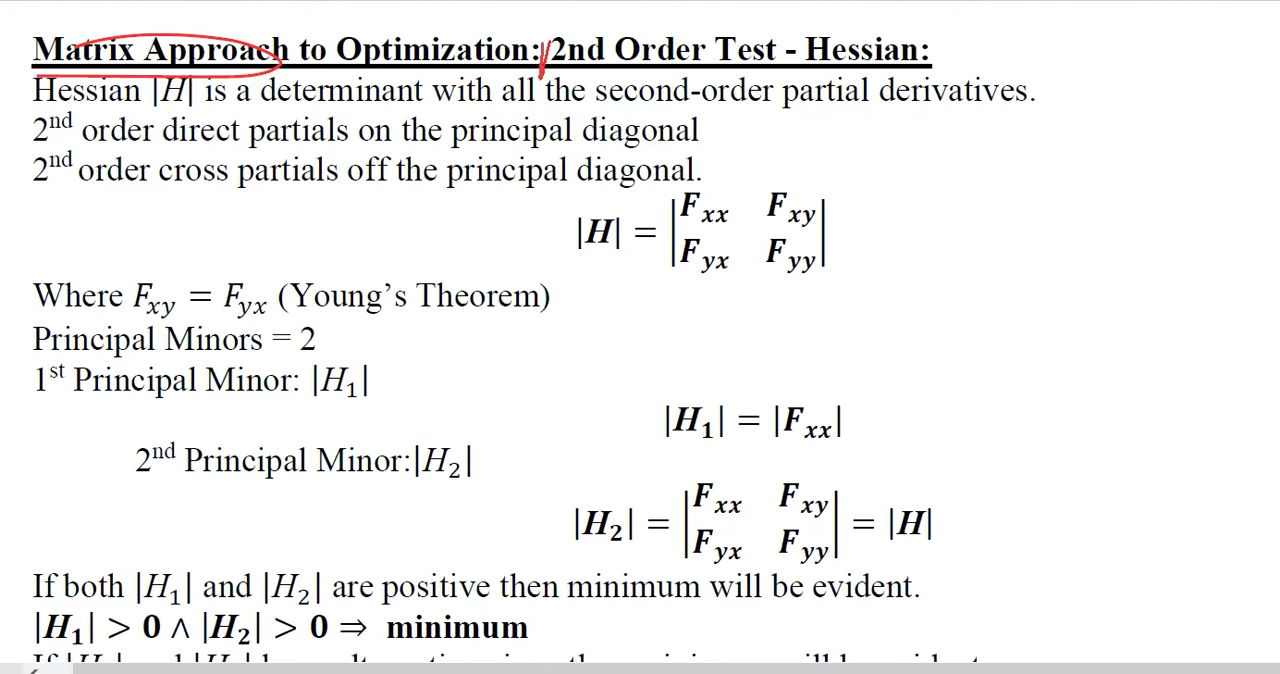 Matrix Approach to Optimization: 2nd Order Test - Hessian:
Hessian |H| is a determinant with all the second-order partial derivatives.
2nd order direct partials on the principal diagonal
2nd order cross partials off the principal diagonal.
|H| = |Fxx Fxy|
|Fyx Fyy|
Where Fxy = Fyx (Young's Theorem)
Principal Minors = 2
1st Principal Minor: |H1|
|H1| = |Fxx|
2nd Principal Minor:|H2|
|H2| = |Fxx Fxy| = |H|
|Fyx Fyy|
If both |H1| and |H2| are positive then minimum will be evident.
|H1| > 0 ∧ |H2| > 0 ⇒ minimum